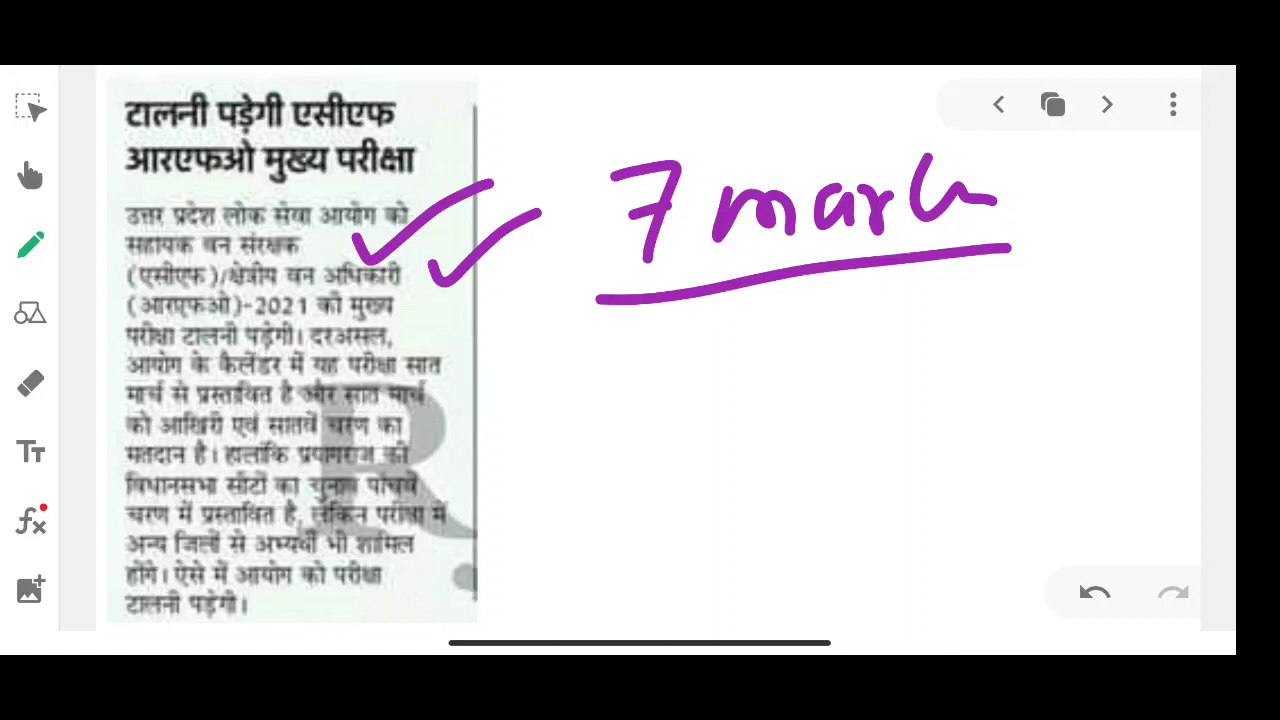 टालनी पड़ेगी एसीएफ
आरएफओ मुख्य परीक्षा
उत्तर प्रदेश लोक सेवा आयोग को
सहायक वन संरक्षक
(एसीएफ)/क्षेत्रीय वन अधिकारी
(आरएफओ)-2021 की मुख्य
परीक्षा टालनी पड़ेगी। दरअसल,
आयोग के कैलेंडर में यह परीक्षा सात
मार्च से प्रस्तावित है और सात मार्च
को आखिरी एवं सातवें चरण का
मतदान है। हालांकि प्रयागराज की
विधानसभा सीटों का चुनाव पांचवें
चरण में प्रस्तावित है, लेकिन परीक्षा में
अन्य जिलों से अभ्यर्थी भी शामिल
होंगे। ऐसे में आयोग को परीक्षा
टालनी पड़ेगी।
7 march
R
Tт
fx